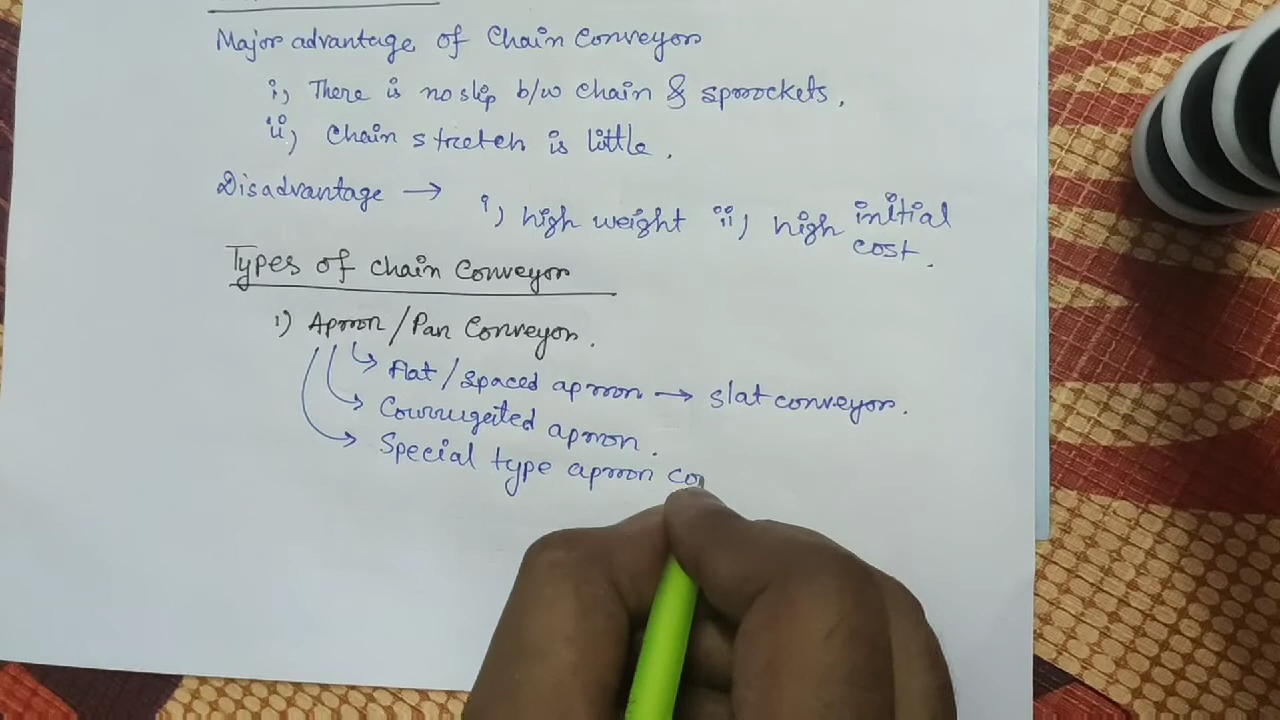 Major advantage of Chain Conveyor
i, There is no slip b/w chain & sprockets.
ii, Chain stretch is little.
Disadvantage → i, high weight ii, high initial cost.
Types of chain Conveyor
1) Apron/Pan Conveyor.
flat/spaced apron → slat conveyor.
Corrugated apron.
Special type apron co